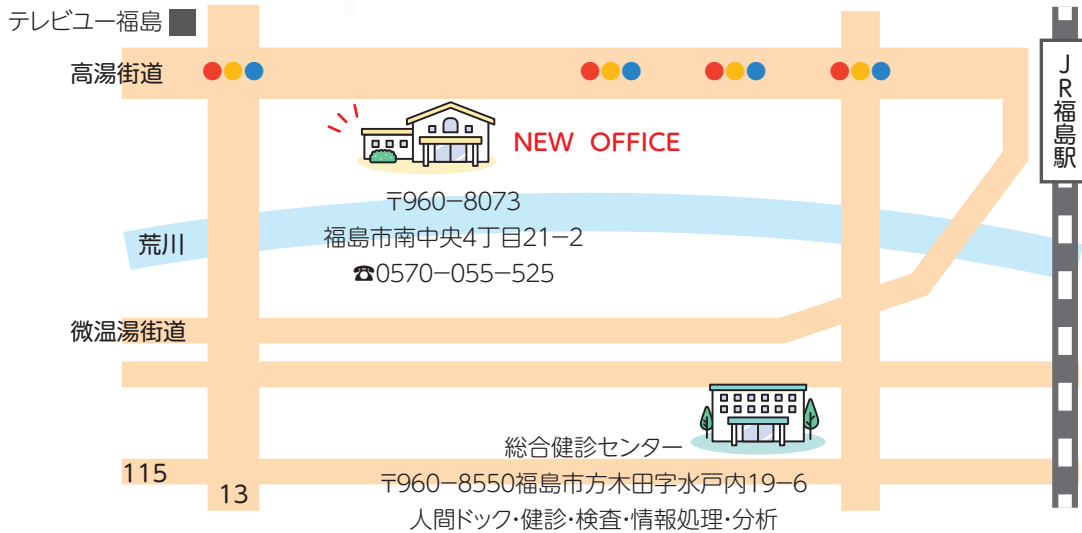 テレビユー福島
高湯街道
JR福島駅
NEW OFFICE
〒960−8073
福島市南中央4丁目21−2
☎0570−055−525
荒川
微温湯街道
総合健診センター
115
〒960−8550福島市方木田字水戸内19−6
13
人間ドック・健診・検査・情報処理・分析